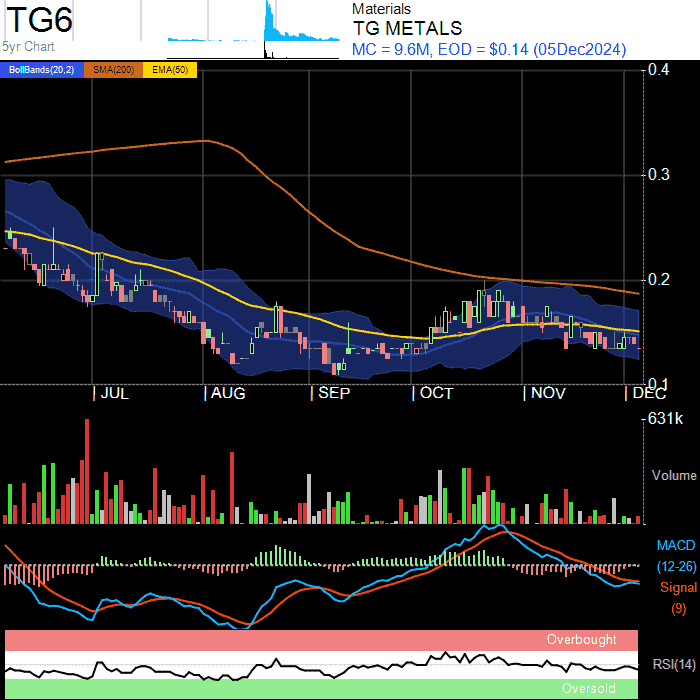 TG6
5yr Chart
Materials
TG METALS
MC = 9.6M, EOD = $0.14 (05Dec2024)
BollBands(20,2) SMA(200) EMA(50)
0.4
0.3
0.2
0.1
JUL AUG SEP OCT NOV DEC
631k
Volume
MACD
(12-26)
Signal
(9)
Overbought
RSI(14)
Oversold